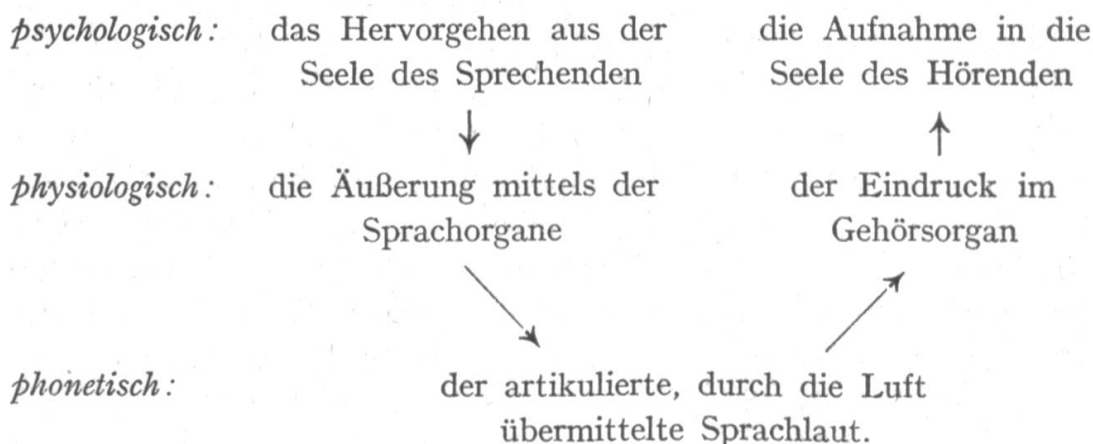 psychologisch: das Hervorgehen aus der die Aufnahme in die
Seele des Sprechenden Seele des Hörenden
physiologisch: die Äußerung mittels der der Eindruck im
Sprachorgane Gehörsorgan
phonetisch: der artikulierte, durch die Luft
übermittelte Sprachlaut.